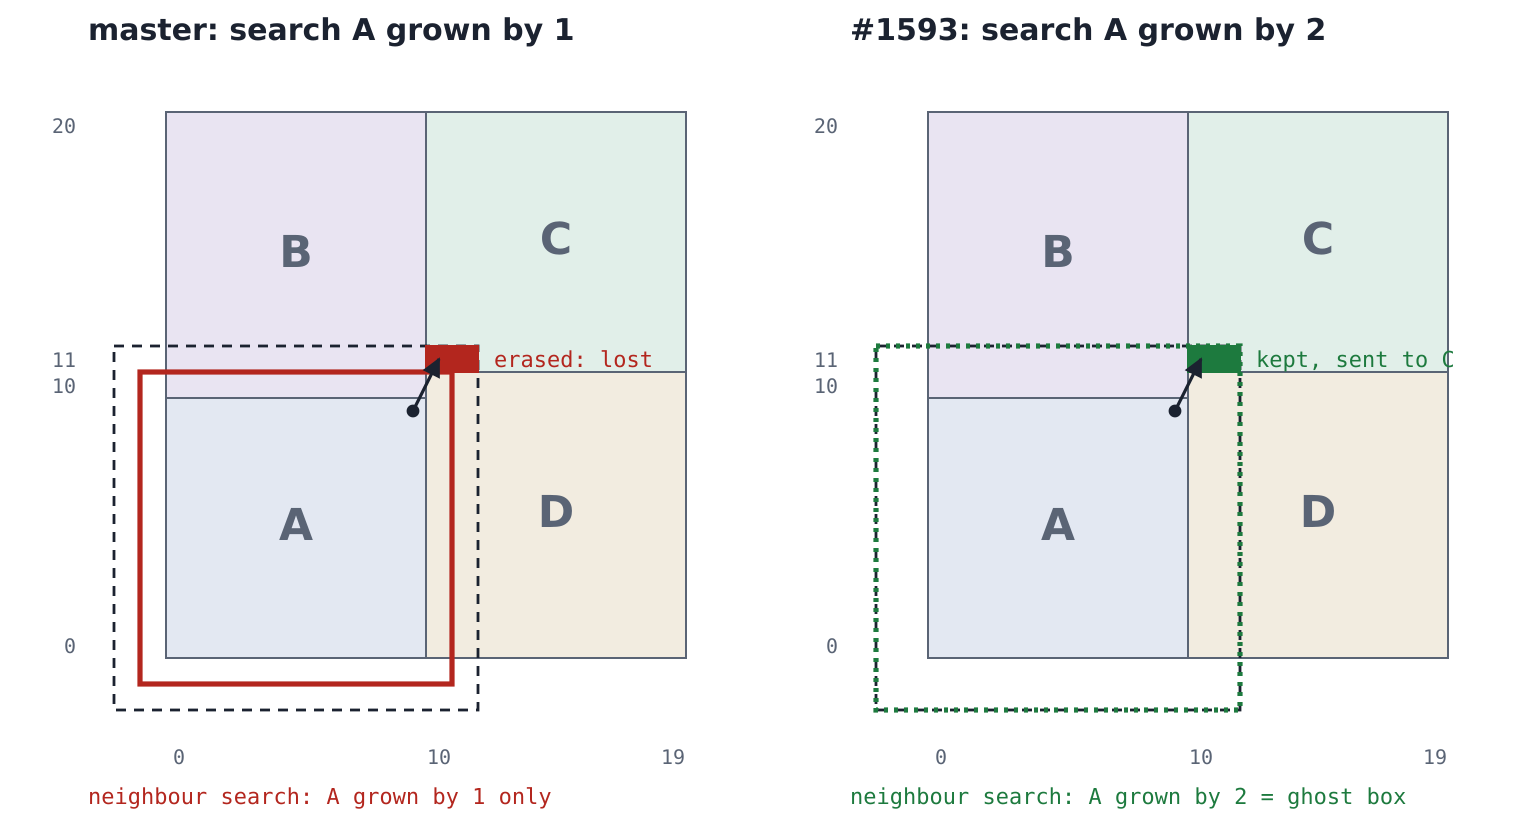 master: search A grown by 1
20
B
C
11
erased: lost
10
A
D
0
0
10
19
neighbour search: A grown by 1 only
#1593: search A grown by 2
20
B
C
11
kept, sent to C
10
A
D
0
0
10
19
neighbour search: A grown by 2 = ghost box